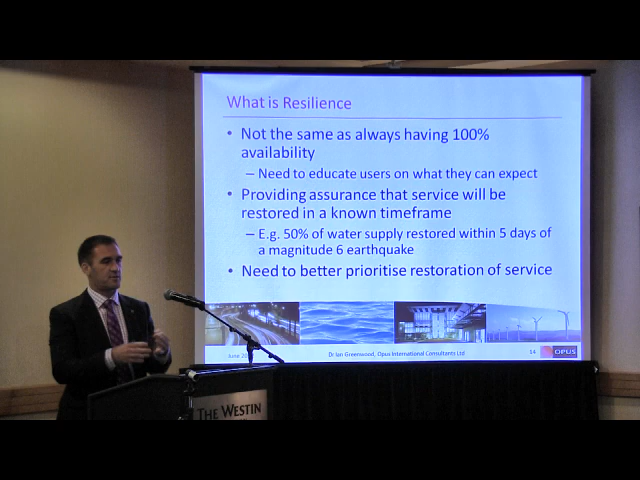 What is Resilience
• Not the same as always having 100%
availability
– Need to educate users on what they can expect
• Providing assurance that service will be
restored in a known timeframe
– E.g. 50% of water supply restored within 5 days of
a magnitude 6 earthquake
• Need to better prioritise restoration of service
June
Dr Ian Greenwood, Opus International Consultants Ltd
14
OPUS
THE WESTIN